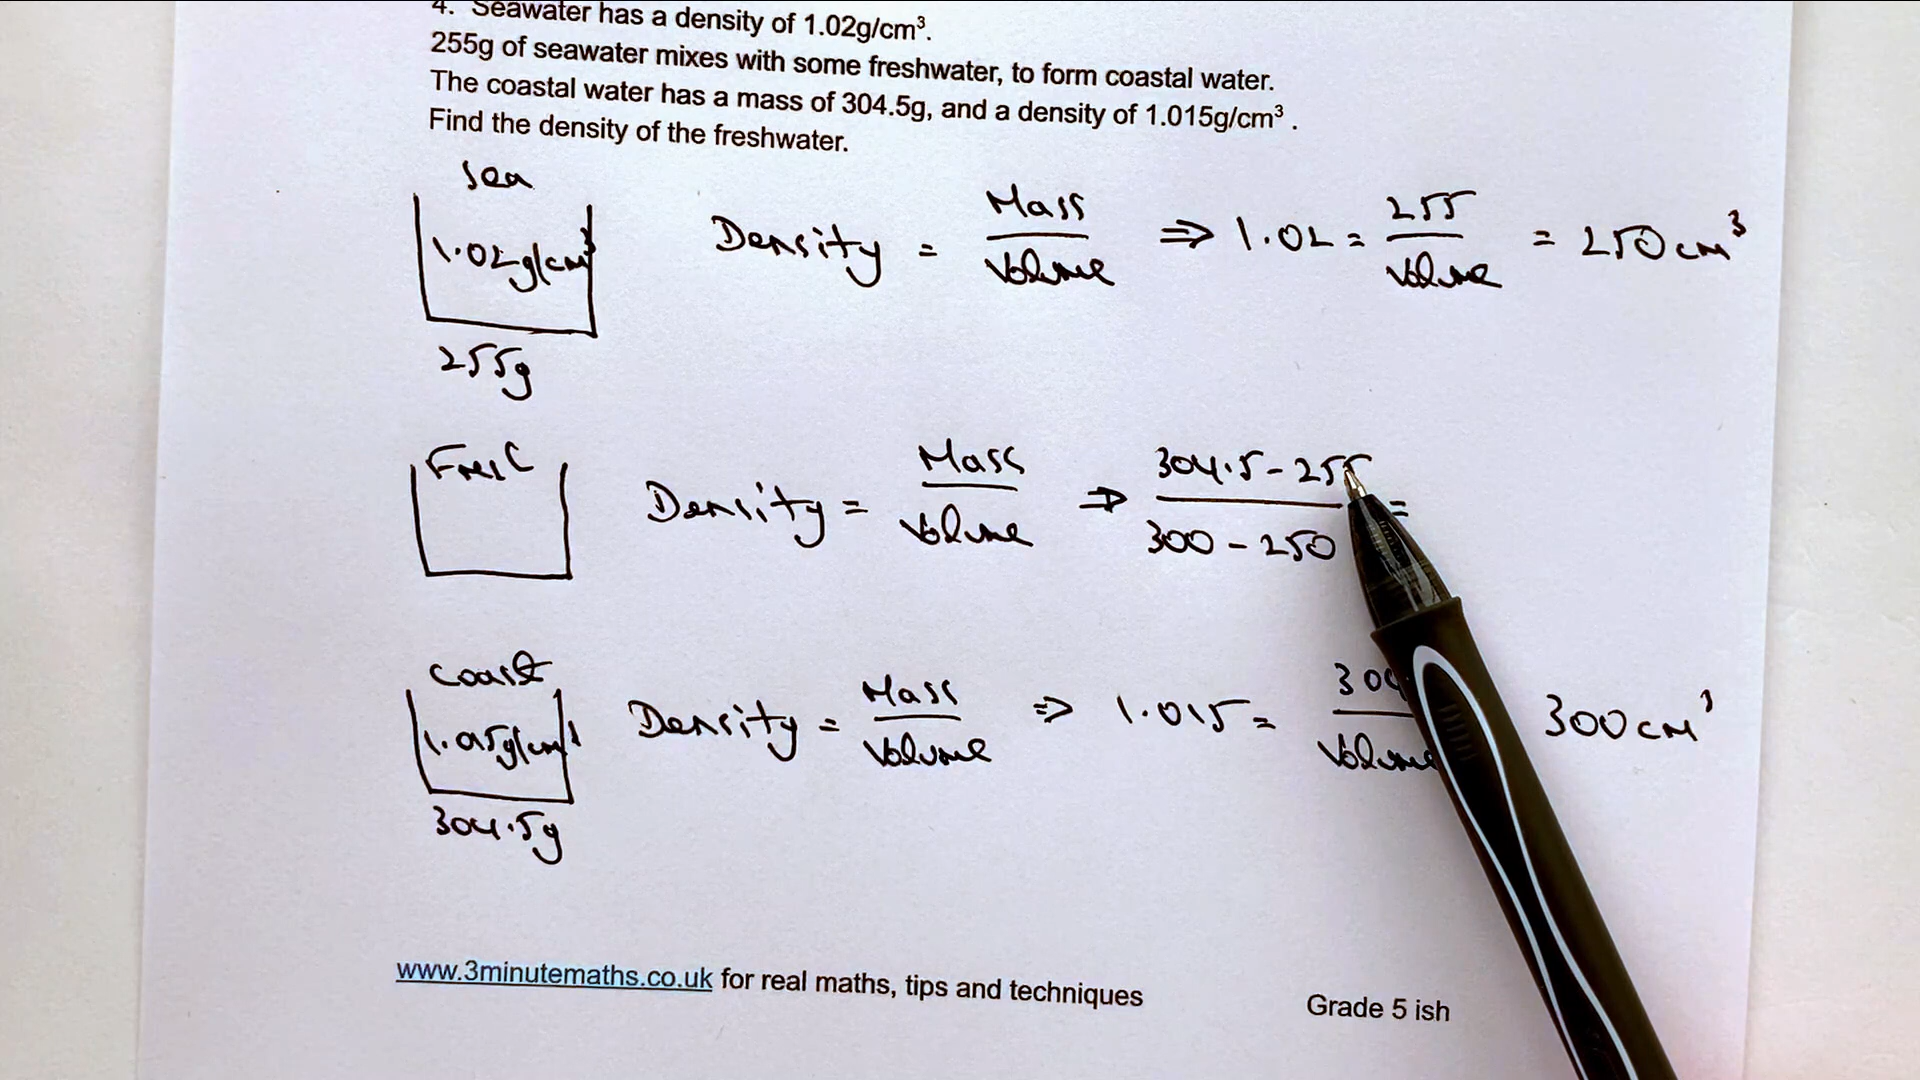 4. Seawater has a density of 1.02g/cm³.
255g of seawater mixes with some freshwater, to form coastal water.
The coastal water has a mass of 304.5g, and a density of 1.015g/cm³ .
Find the density of the freshwater.
Sea
1.02g/cm³
255g
Density = Mass/Volume ⇒ 1.02 = 255/Volume = 250cm³
Density = Mass/Volume ⇒ 304.5 - 255/300 - 250 =
Coast
1.015g/cm³
304.5g
Density = Mass/Volume ⇒ 1.015 = 304/Volume 300cm³
www.3minutemaths.co.uk for real maths, tips and techniques
Grade 5 ish